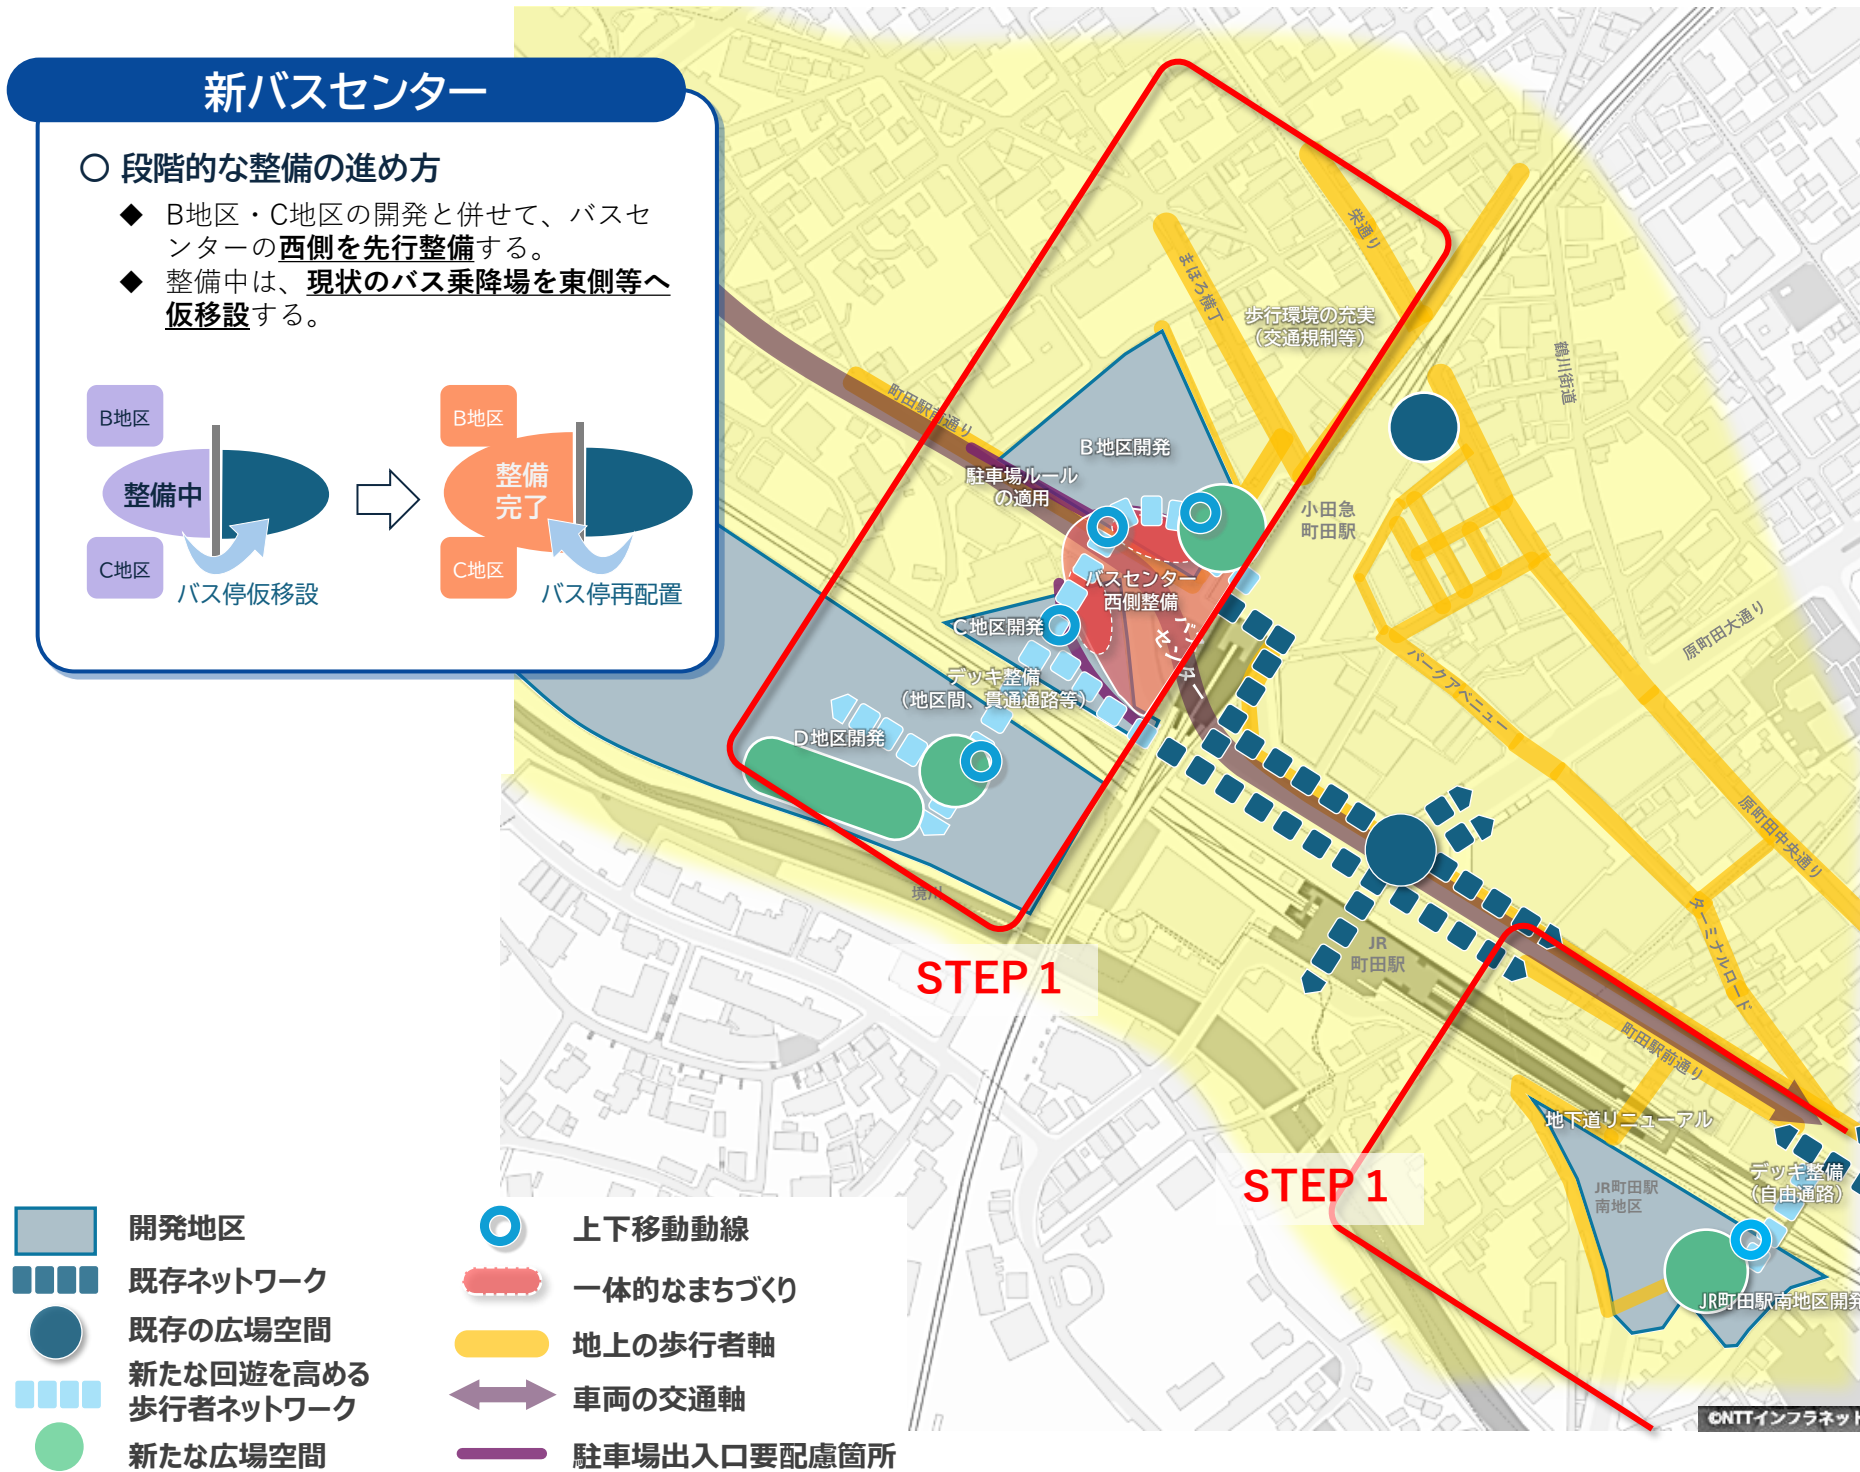 新バスセンター
○ 段階的な整備の進め方
◆ B地区・C地区の開発と併せて、バスセ
ンターの西側を先行整備する。
◆ 整備中は、現状のバス乗降場を東側等へ
仮移設する。
B地区
整備中
C地区
バス停仮移設
B地区
整備
完了
C地区
バス停再配置
栄通り
まほろ横丁
歩行環境の充実
（交通規制等）
鶴川街道
町田駅前通り
B地区開発
駐車場ルール
の適用
小田急
町田駅
バスセンター
西側整備
バス
センター
C地区開発
デッキ整備
（地区間、貫通通路等）
D地区開発
原町田大通り
パークアベニュー
原町田中央通り
ターミナルロード
境川
JR
町田駅
STEP 1
町田駅前通り
地下道リニューアル
STEP 1
デッキ整備
（自由通路）
JR町田駅
南地区
JR町田駅南地区開発
©NTTインフラネット
開発地区
既存ネットワーク
既存の広場空間
新たな回遊を高める
歩行者ネットワーク
新たな広場空間
上下移動動線
一体的なまちづくり
地上の歩行者軸
車両の交通軸
駐車場出入口要配慮箇所